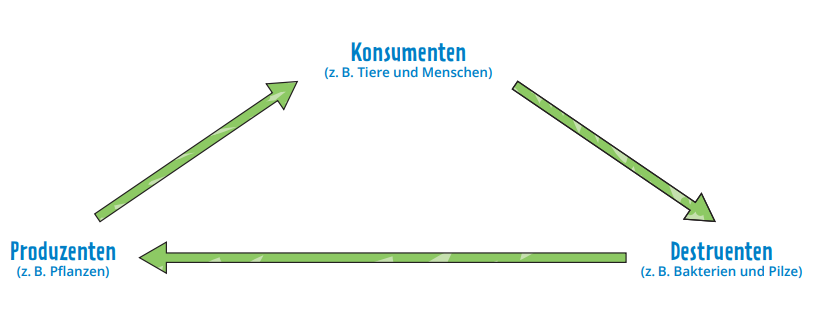 Konsumenten
(z. B. Tiere und Menschen)
Produzenten
(z. B. Pflanzen)
Destruenten
(z. B. Bakterien und Pilze)